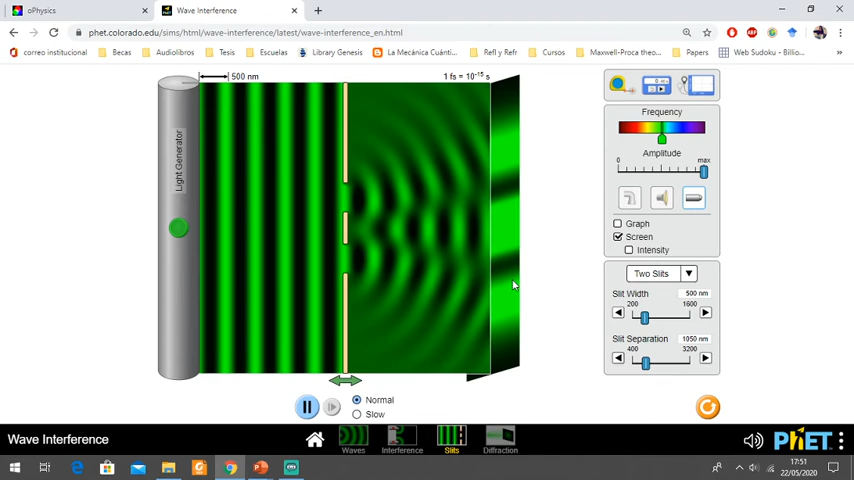 oPhysics
Wave Interference
phet.colorado.edu/sims/html/wave-interference/latest/wave-interference_en.html
correo institucional
Becas
Audiolibros
Tesis
Escuelas
Library Genesis
La Mecánica Cuánti...
Refl y Refr
Cursos
Maxwell-Proca theo...
Papers
Web Sudoku - Billio...
500 nm
1 fs = 10⁻¹⁵ s
Light Generator
Frequency
Amplitude
0 max
Graph
Screen
Intensity
Two Slits
Slit Width 500 nm
200 1600
Slit Separation 1050 nm
400 3200
Normal
Slow
Wave Interference
Waves
Interference
Slits
Diffraction
PhET
17:51
22/05/2020